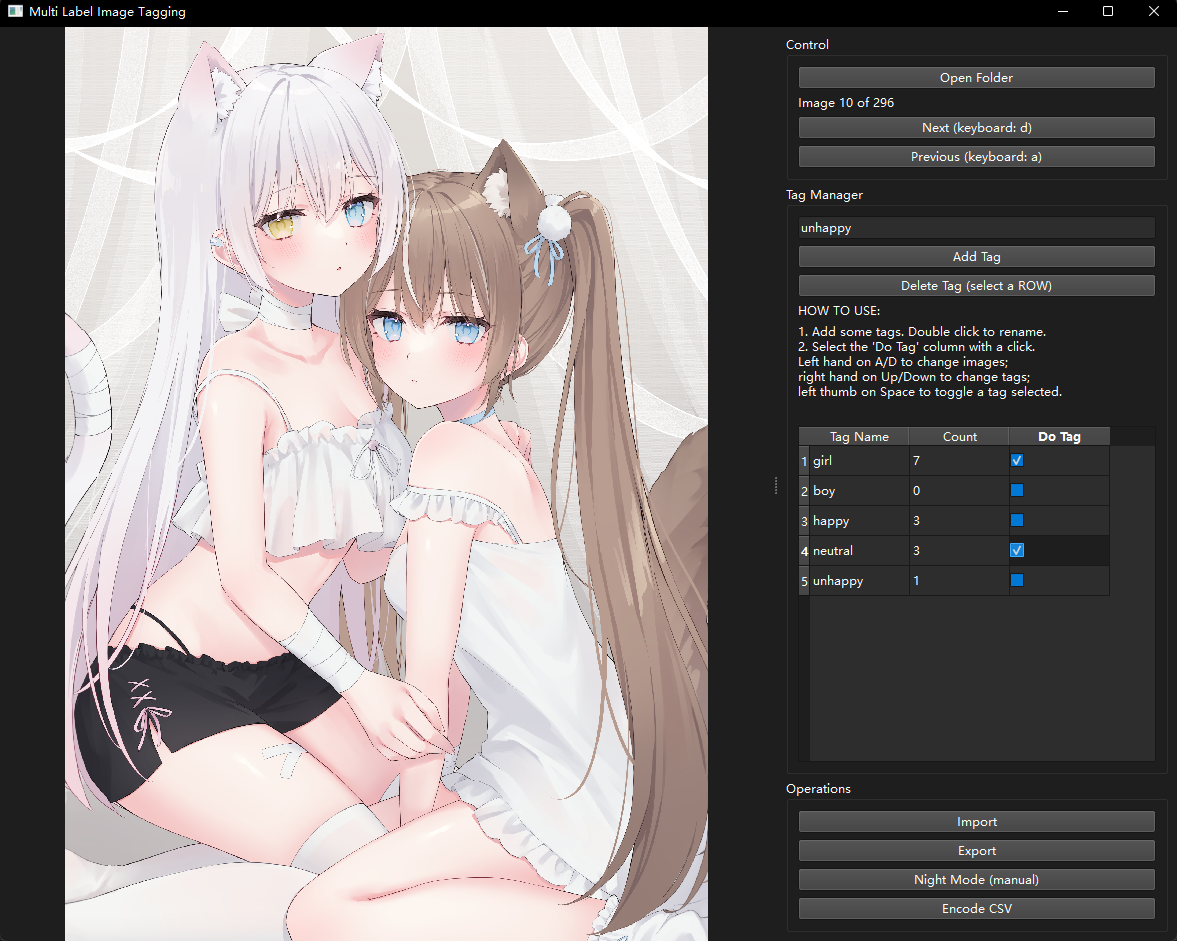 Multi Label Image Tagging
Control
Open Folder
Image 10 of 296
Next (keyboard: d)
Previous (keyboard: a)
Tag Manager
unhappy
Add Tag
Delete Tag (select a ROW)
HOW TO USE:
1. Add some tags. Double click to rename.
2. Select the 'Do Tag' column with a click.
Left hand on A/D to change images;
right hand on Up/Down to change tags;
left thumb on Space to toggle a tag selected.
Tag Name Count Do Tag
1 girl 7
2 boy 0
3 happy 3
4 neutral 3
5 unhappy 1
Operations
Import
Export
Night Mode (manual)
Encode CSV